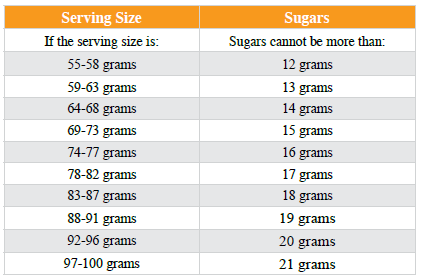 Serving Size Sugars
If the serving size is: Sugars cannot be more than:
55-58 grams 12 grams
59-63 grams 13 grams
64-68 grams 14 grams
69-73 grams 15 grams
74-77 grams 16 grams
78-82 grams 17 grams
83-87 grams 18 grams
88-91 grams 19 grams
92-96 grams 20 grams
97-100 grams 21 grams